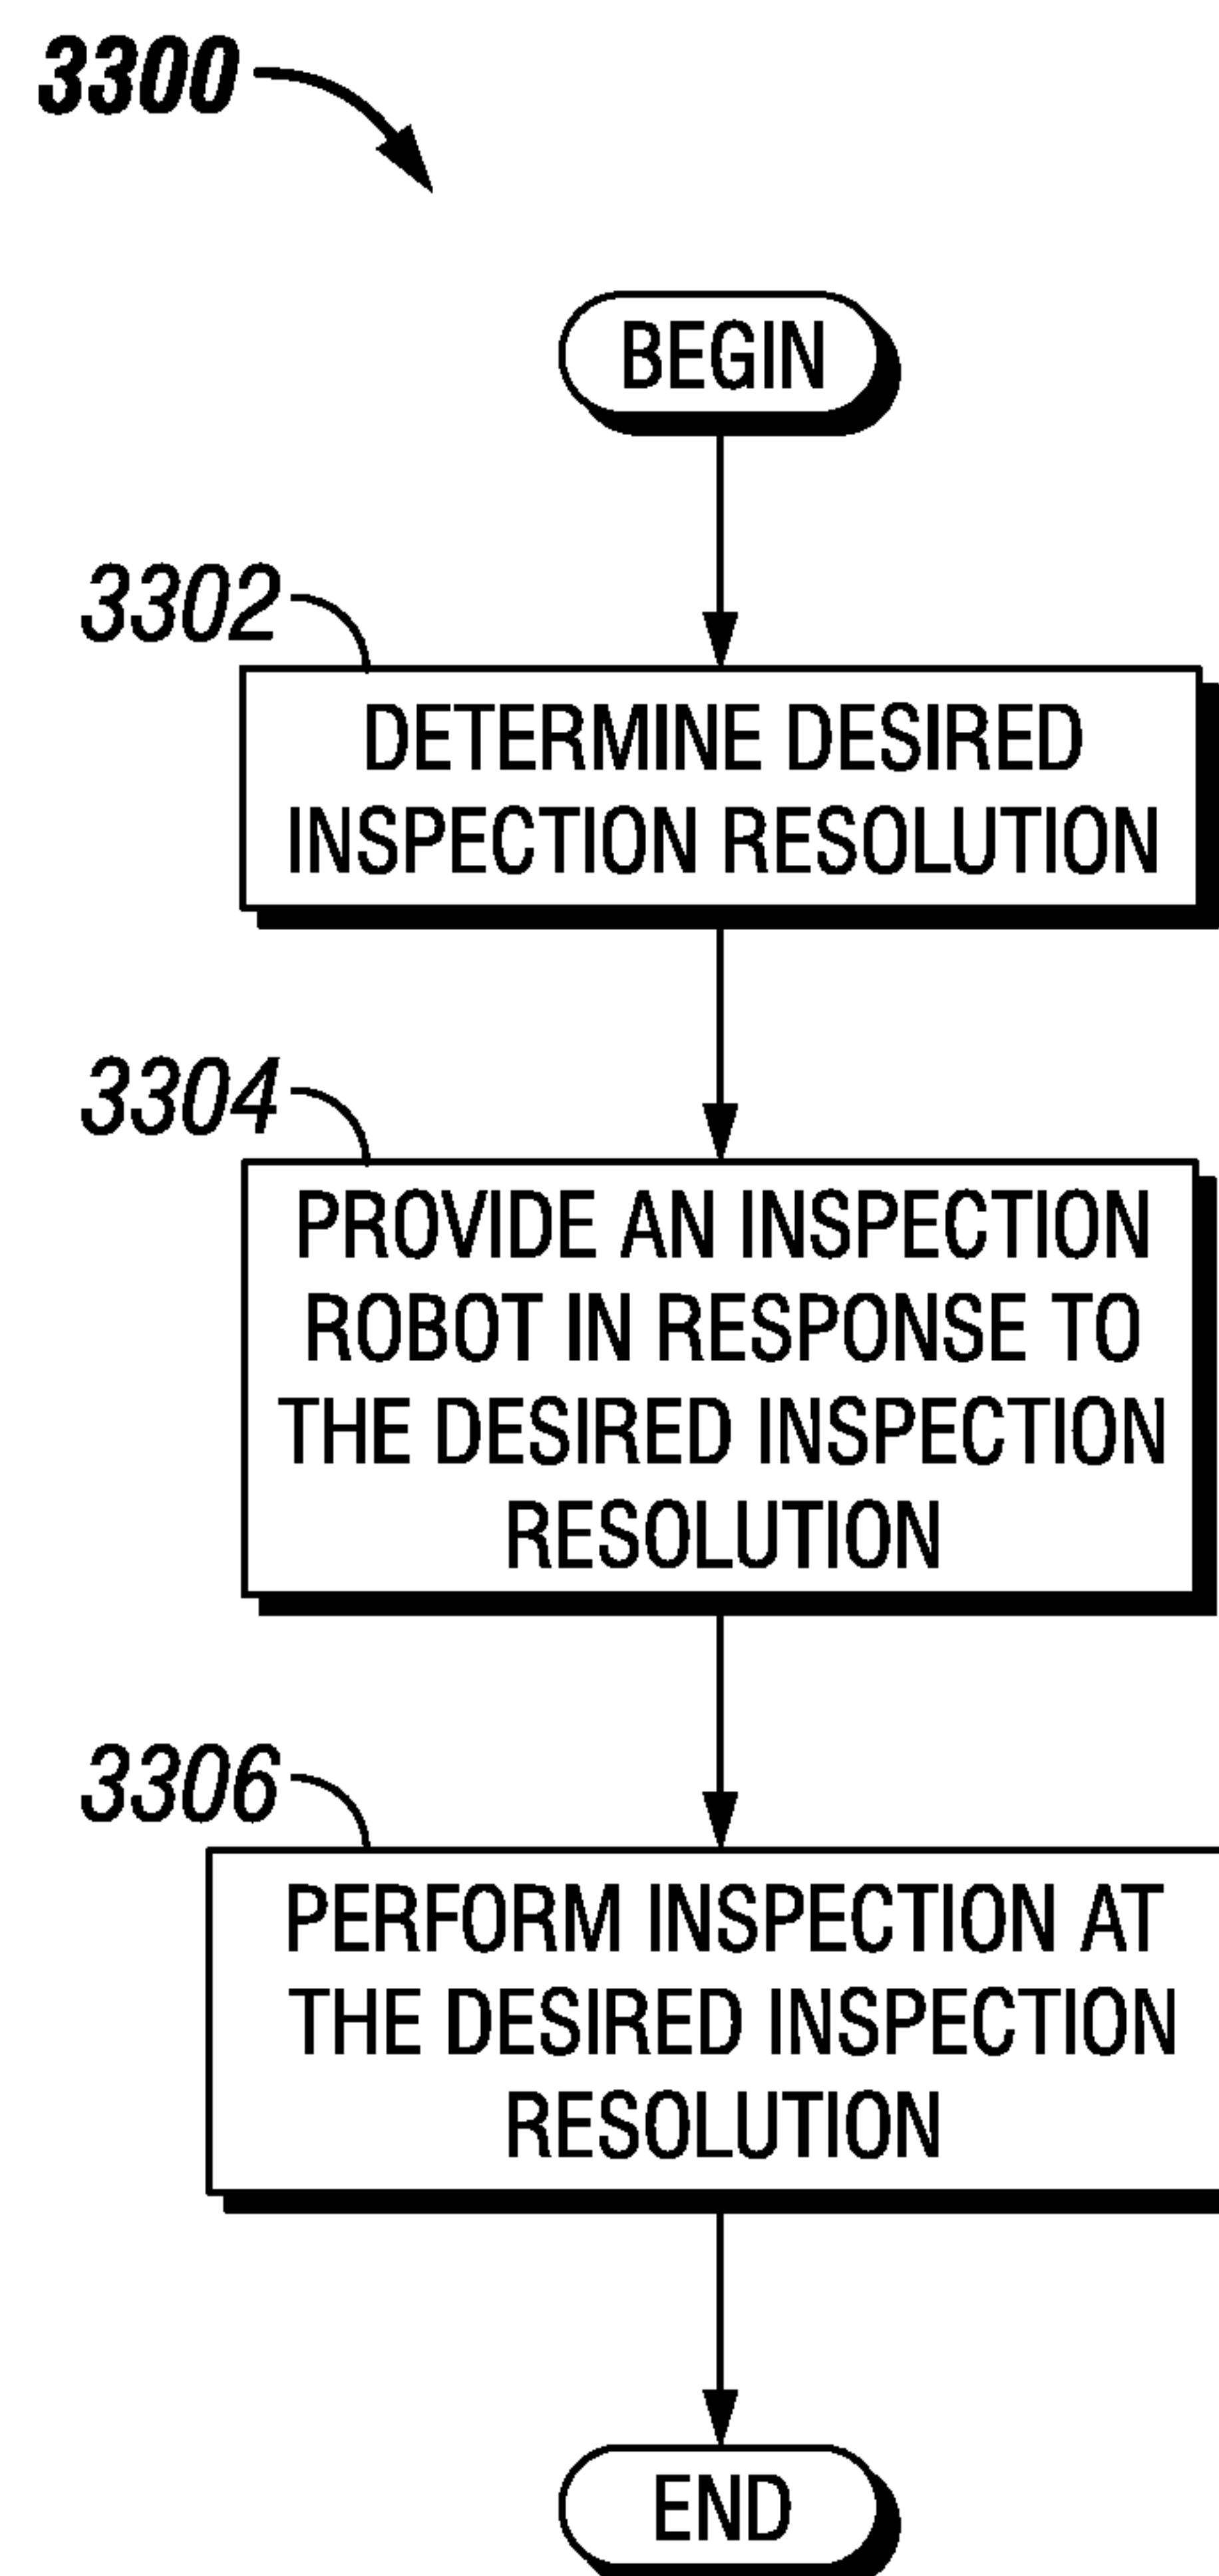 3300
BEGIN
3302
DETERMINE DESIRED
INSPECTION RESOLUTION
3304
PROVIDE AN INSPECTION
ROBOT IN RESPONSE TO
THE DESIRED INSPECTION
RESOLUTION
3306
PERFORM INSPECTION AT
THE DESIRED INSPECTION
RESOLUTION
END